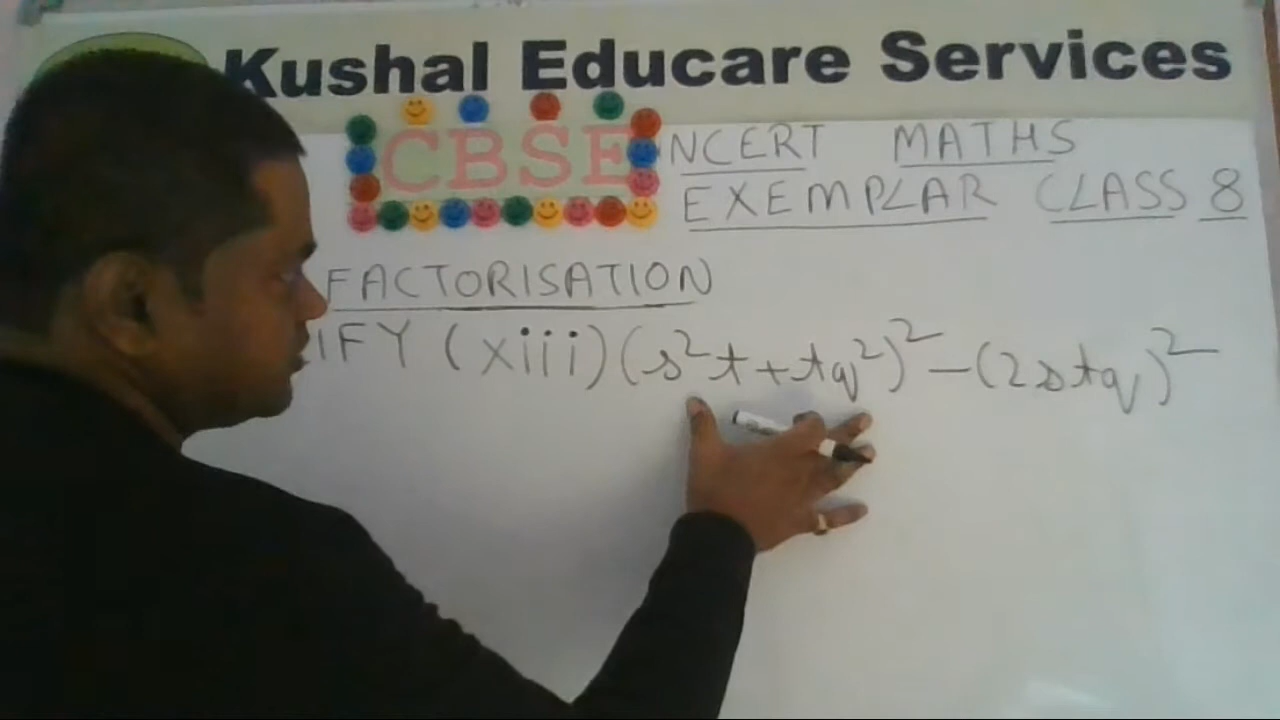 Kushal Educare Services
CBSE NCERT MATHS
EXEMPLAR CLASS 8
FACTORISATION
IFY (xiii) (s²t + tq²)² - (2stq)²